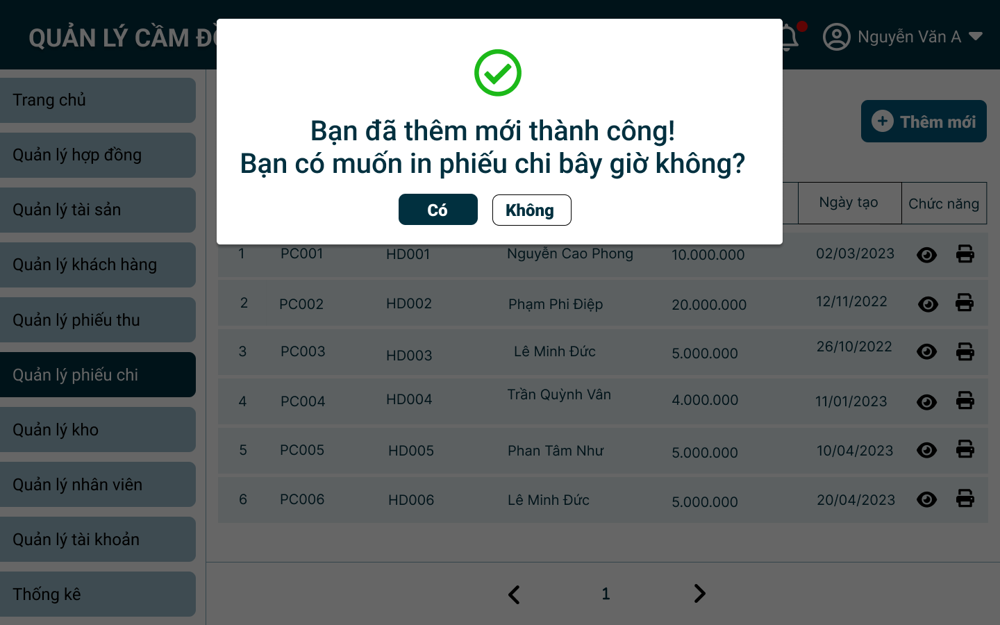 QUẢN LÝ CẦM
Nguyễn Văn A
Bạn đã thêm mới thành công!
Bạn có muốn in phiếu chi bây giờ không?
Có
Không
Trang chủ
Quản lý hợp đồng
Quản lý tài sản
Quản lý khách hàng
Quản lý phiếu thu
Quản lý phiếu chi
Quản lý kho
Quản lý nhân viên
Quản lý tài khoản
Thống kê
Thêm mới
Ngày tạo Chức năng
1 PC001 HD001 Nguyễn Cao Phong 10.000.000 02/03/2023
2 PC002 HD002 Phạm Phi Điệp 20.000.000 12/11/2022
3 PC003 HD003 Lê Minh Đức 5.000.000 26/10/2022
4 PC004 HD004 Trần Quỳnh Vân 4.000.000 11/01/2023
5 PC005 HD005 Phan Tâm Như 5.000.000 10/04/2023
6 PC006 HD006 Lê Minh Đức 5.000.000 20/04/2023
1